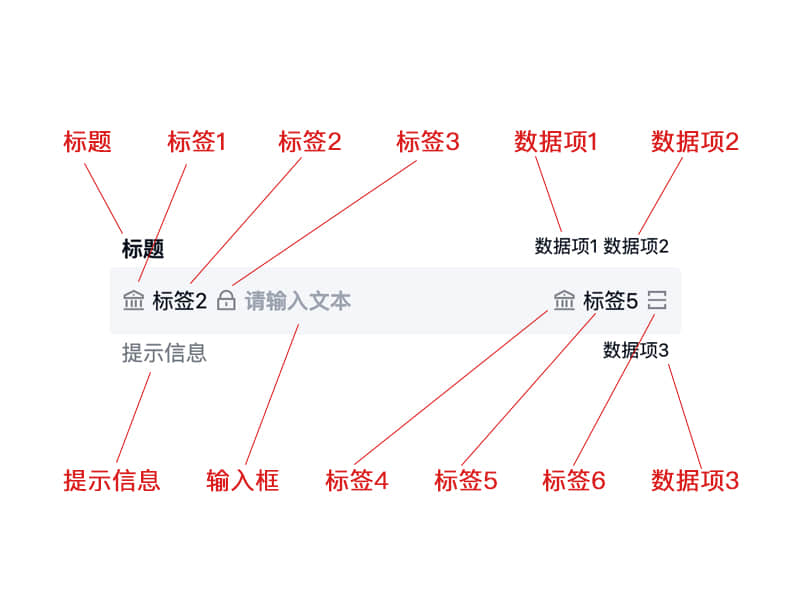 标题 标签1 标签2 标签3 数据项1 数据项2
标题 数据项1 数据项2
标签2 请输入文本 标签5
提示信息 数据项3
提示信息 输入框 标签4 标签5 标签6 数据项3